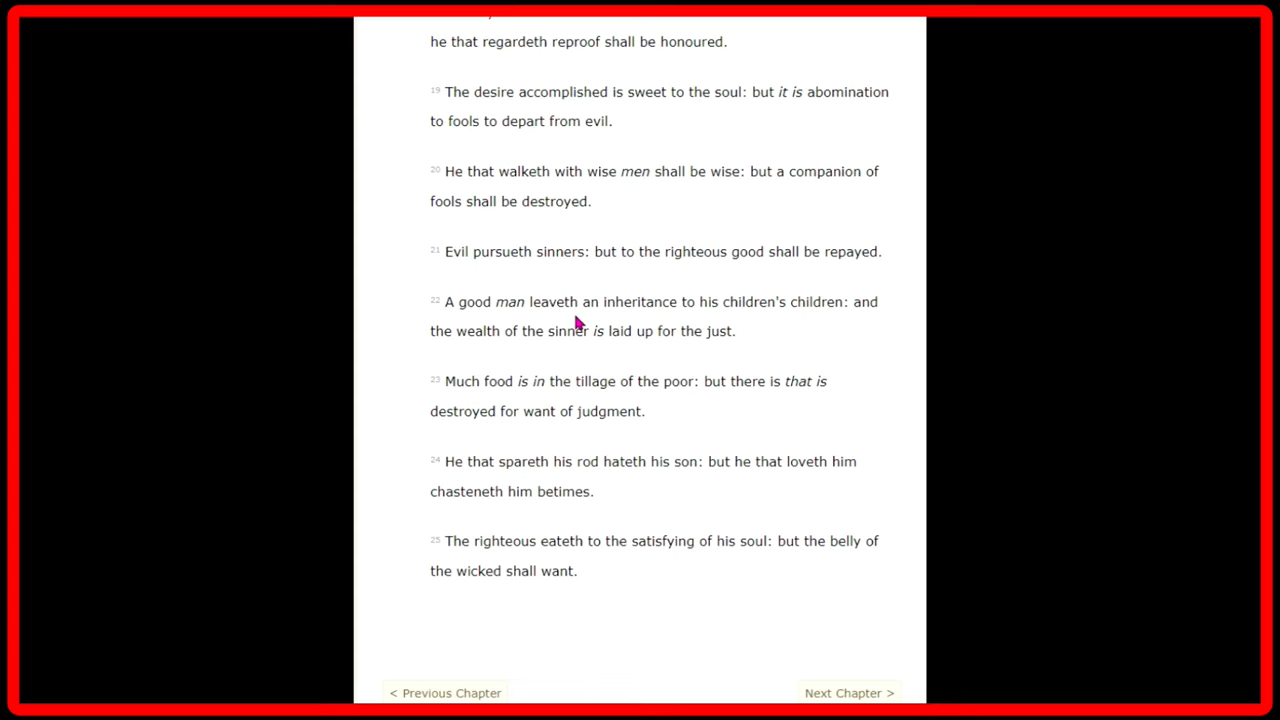 he that regardeth reproof shall be honoured.
19 The desire accomplished is sweet to the soul: but it is abomination
to fools to depart from evil.
20 He that walketh with wise men shall be wise: but a companion of
fools shall be destroyed.
21 Evil pursueth sinners: but to the righteous good shall be repayed.
22 A good man leaveth an inheritance to his children's children: and
the wealth of the sinner is laid up for the just.
23 Much food is in the tillage of the poor: but there is that is
destroyed for want of judgment.
24 He that spareth his rod hateth his son: but he that loveth him
chasteneth him betimes.
25 The righteous eateth to the satisfying of his soul: but the belly of
the wicked shall want.
< Previous Chapter
Next Chapter >